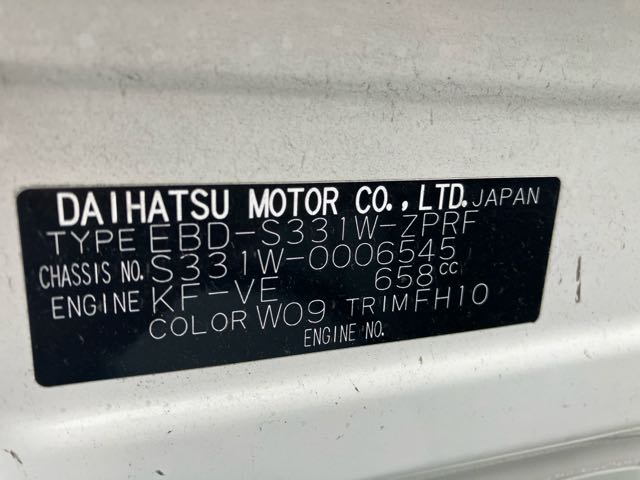 DAIHATSU MOTOR CO.,LTD. JAPAN
TYPE EBD-S331W-ZPRF
CHASSIS NO. S331W-0006545
ENGINE KF-VE 658cc
COLOR W09 TRIM FH10
ENGINE NO.